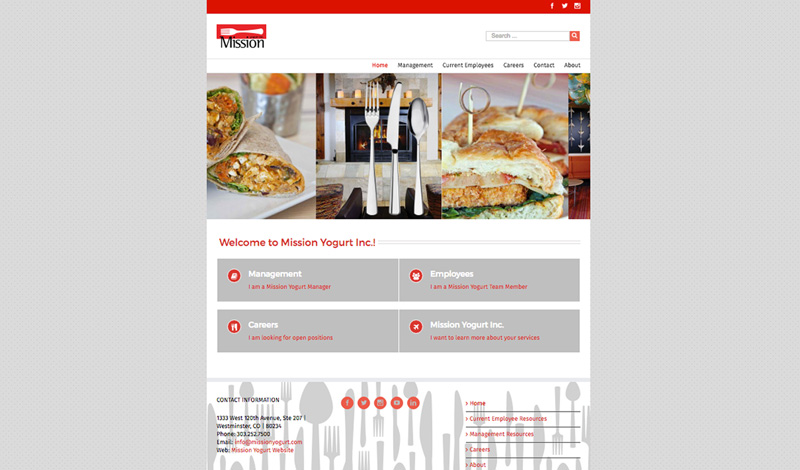 Mission
Search ...
Home Management Current Employees Careers Contact About
Welcome to Mission Yogurt Inc.!
Management
I am a Mission Yogurt Manager
Employees
I am a Mission Yogurt Team Member
Careers
I am looking for open positions
Mission Yogurt Inc.
I want to learn more about your services
CONTACT INFORMATION
1333 West 120th Avenue, Ste 207 |
Westminster, CO | 80234
Phone: 303.252.7500
Email: info@missionyogurt.com
Web: Mission Yogurt Website
Home
Current Employee Resources
Management Resources
Careers
About